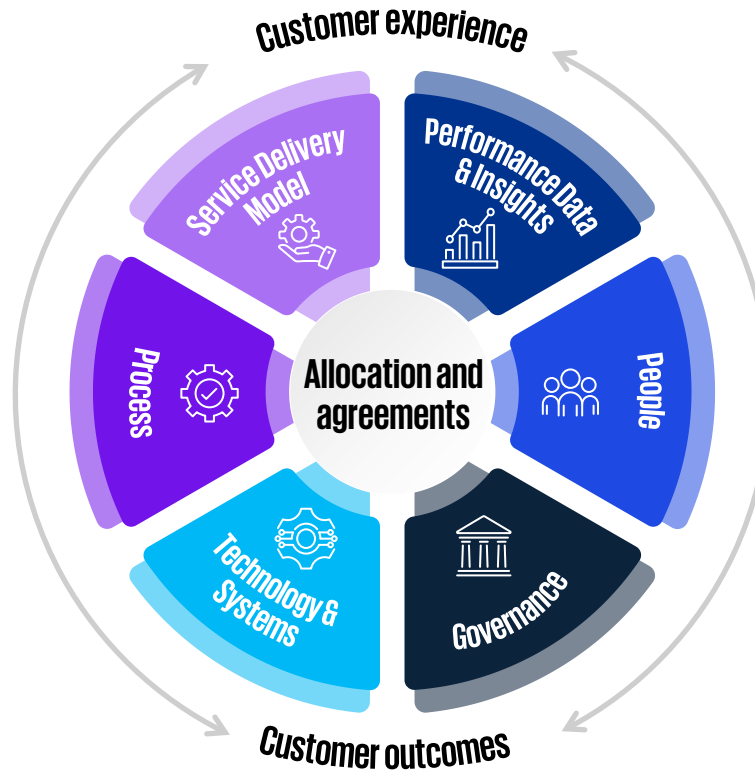 Customer experience
Service Delivery
Model
Performance Data
& Insights
Process
Allocation and
agreements
People
Technology &
Systems
Governance
Customer outcomes